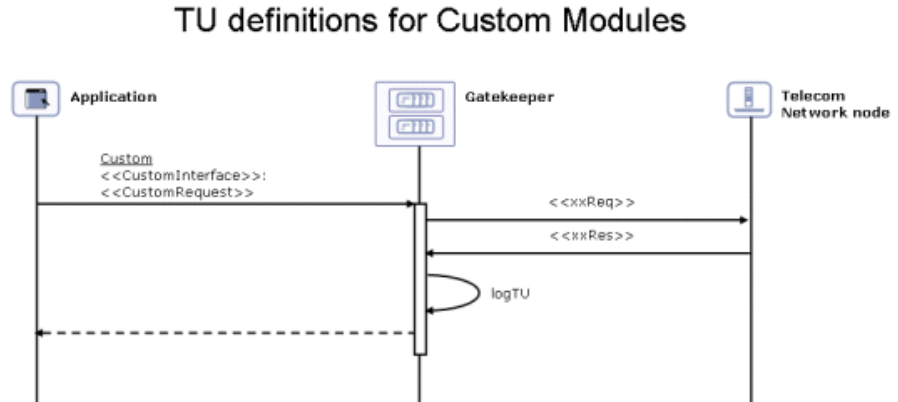 TU definitions for Custom Modules
Application
Gatekeeper
Telecom
Network node
Custom
<<CustomInterface>>:
<<CustomRequest>>
<<xxReq>>
<<xxRes>>
logTU